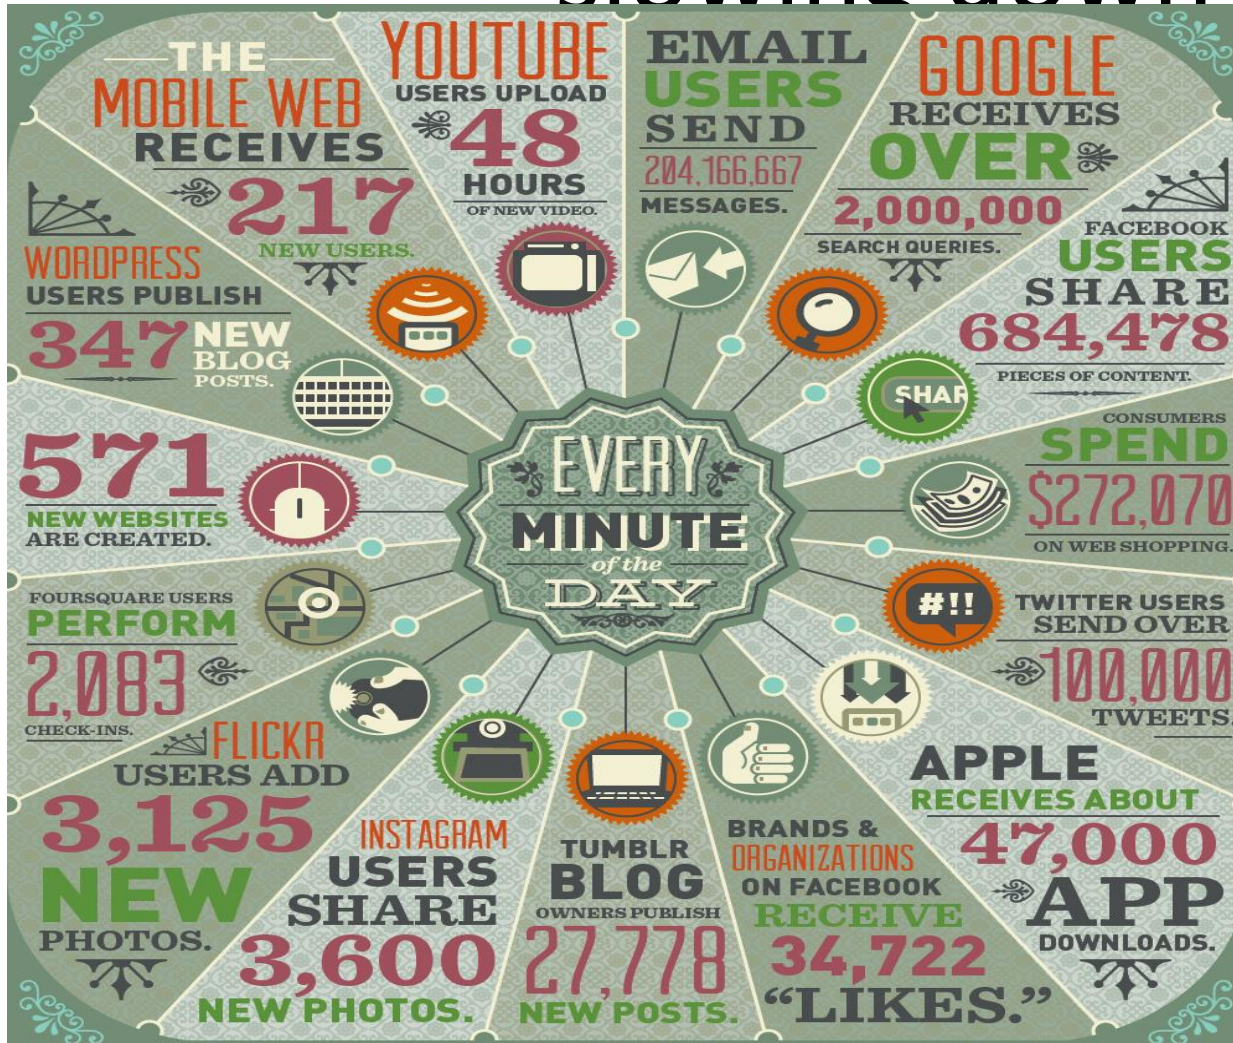 slowing down
THE
MOBILE WEB
RECEIVES
217
NEW USERS.
YOUTUBE
USERS UPLOAD
48
HOURS
OF NEW VIDEO.
EMAIL
USERS
SEND
204,166,667
MESSAGES.
GOOGLE
RECEIVES
OVER
2,000,000
SEARCH QUERIES.
FACEBOOK
USERS
SHARE
684,478
PIECES OF CONTENT.
SHAR
CONSUMERS
SPEND
$272,070
ON WEB SHOPPING.
#!!
TWITTER USERS
SEND OVER
100,000
TWEETS.
APPLE
RECEIVES ABOUT
47,000
APP
DOWNLOADS.
BRANDS &
ORGANIZATIONS
ON FACEBOOK
RECEIVE
34,722
“LIKES.”
TUMBLR
BLOG
OWNERS PUBLISH
27,778
NEW POSTS.
INSTAGRAM
USERS
SHARE
3,600
NEW PHOTOS.
FLICKR
USERS ADD
3,125
NEW
PHOTOS.
FOURSQUARE USERS
PERFORM
2,083
CHECK-INS.
571
NEW WEBSITES
ARE CREATED.
WORDPRESS
USERS PUBLISH
347 NEW
BLOG
POSTS.
EVERY
MINUTE
of the
DAY